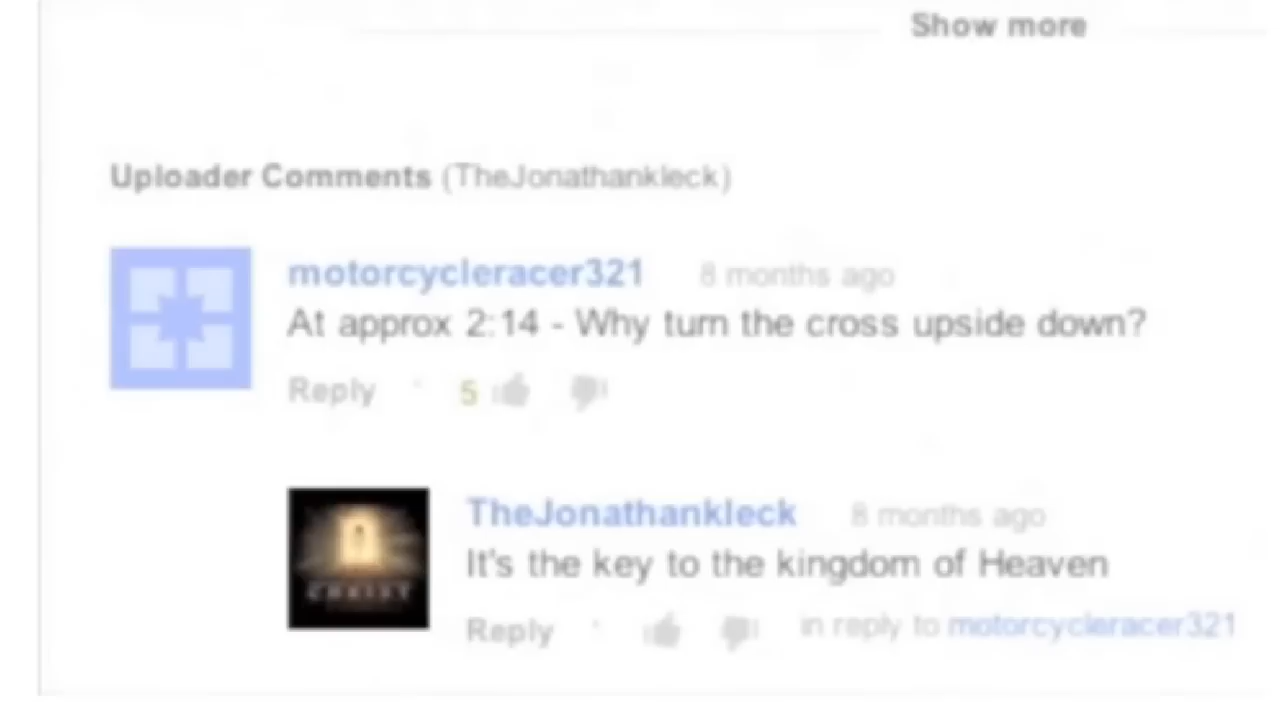 Show more
Uploader Comments (TheJonathankleck)
motorcycleracer321 8 months ago
At approx 2:14 - Why turn the cross upside down?
Reply 5
CHRIST
TheJonathankleck 8 months ago
It's the key to the kingdom of Heaven
Reply in reply to motorcycleracer321